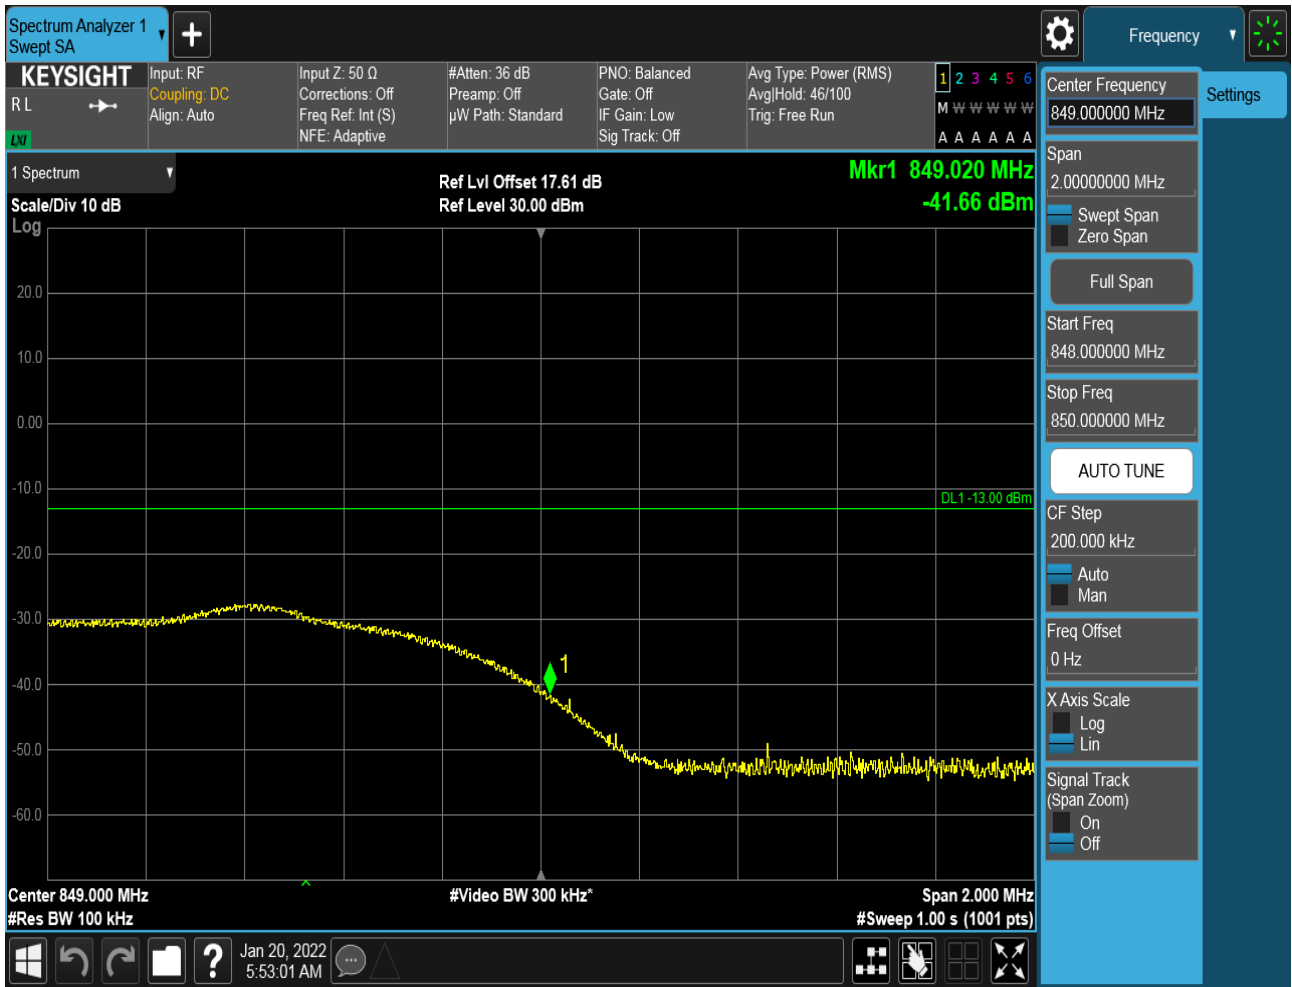 Spectrum Analyzer 1
Swept SA
Frequency
KEYSIGHT
R L
LXI
Input: RF
Coupling: DC
Align: Auto
Input Z: 50 Ω
Corrections: Off
Freq Ref: Int (S)
NFE: Adaptive
#Atten: 36 dB
Preamp: Off
µW Path: Standard
PNO: Balanced
Gate: Off
IF Gain: Low
Sig Track: Off
Avg Type: Power (RMS)
Avg|Hold: 46/100
Trig: Free Run
1 2 3 4 5 6
M W W W W W
A A A A A A
1 Spectrum
Scale/Div 10 dB
Log
Ref Lvl Offset 17.61 dB
Ref Level 30.00 dBm
Mkr1 849.020 MHz
-41.66 dBm
20.0
10.0
0.00
-10.0
-20.0
-30.0
-40.0
-50.0
-60.0
DL1 -13.00 dBm
1
Center 849.000 MHz
#Res BW 100 kHz
#Video BW 300 kHz*
Span 2.000 MHz
#Sweep 1.00 s (1001 pts)
Jan 20, 2022
5:53:01 AM
?
Settings
Center Frequency
849.000000 MHz
Span
2.00000000 MHz
Swept Span
Zero Span
Full Span
Start Freq
848.000000 MHz
Stop Freq
850.000000 MHz
AUTO TUNE
CF Step
200.000 kHz
Auto
Man
Freq Offset
0 Hz
X Axis Scale
Log
Lin
Signal Track
(Span Zoom)
On
Off